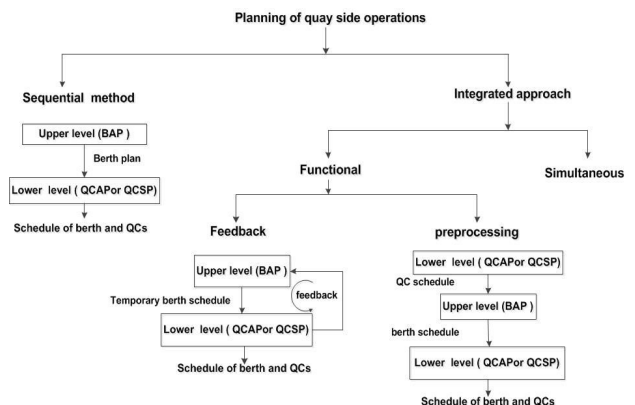 Planning of quay side operations
Sequential method
Integrated approach
Upper level (BAP )
Berth plan
Lower level ( QCAPor QCSP)
Schedule of berth and QCs
Functional
Simultaneous
Feedback
preprocessing
Upper level (BAP )
feedback
Temporary berth schedule
Lower level ( QCAPor QCSP)
Schedule of berth and QCs
Lower level ( QCAPor QCSP)
QC schedule
Upper level (BAP )
berth schedule
Lower level ( QCAPor QCSP)
Schedule of berth and QCs